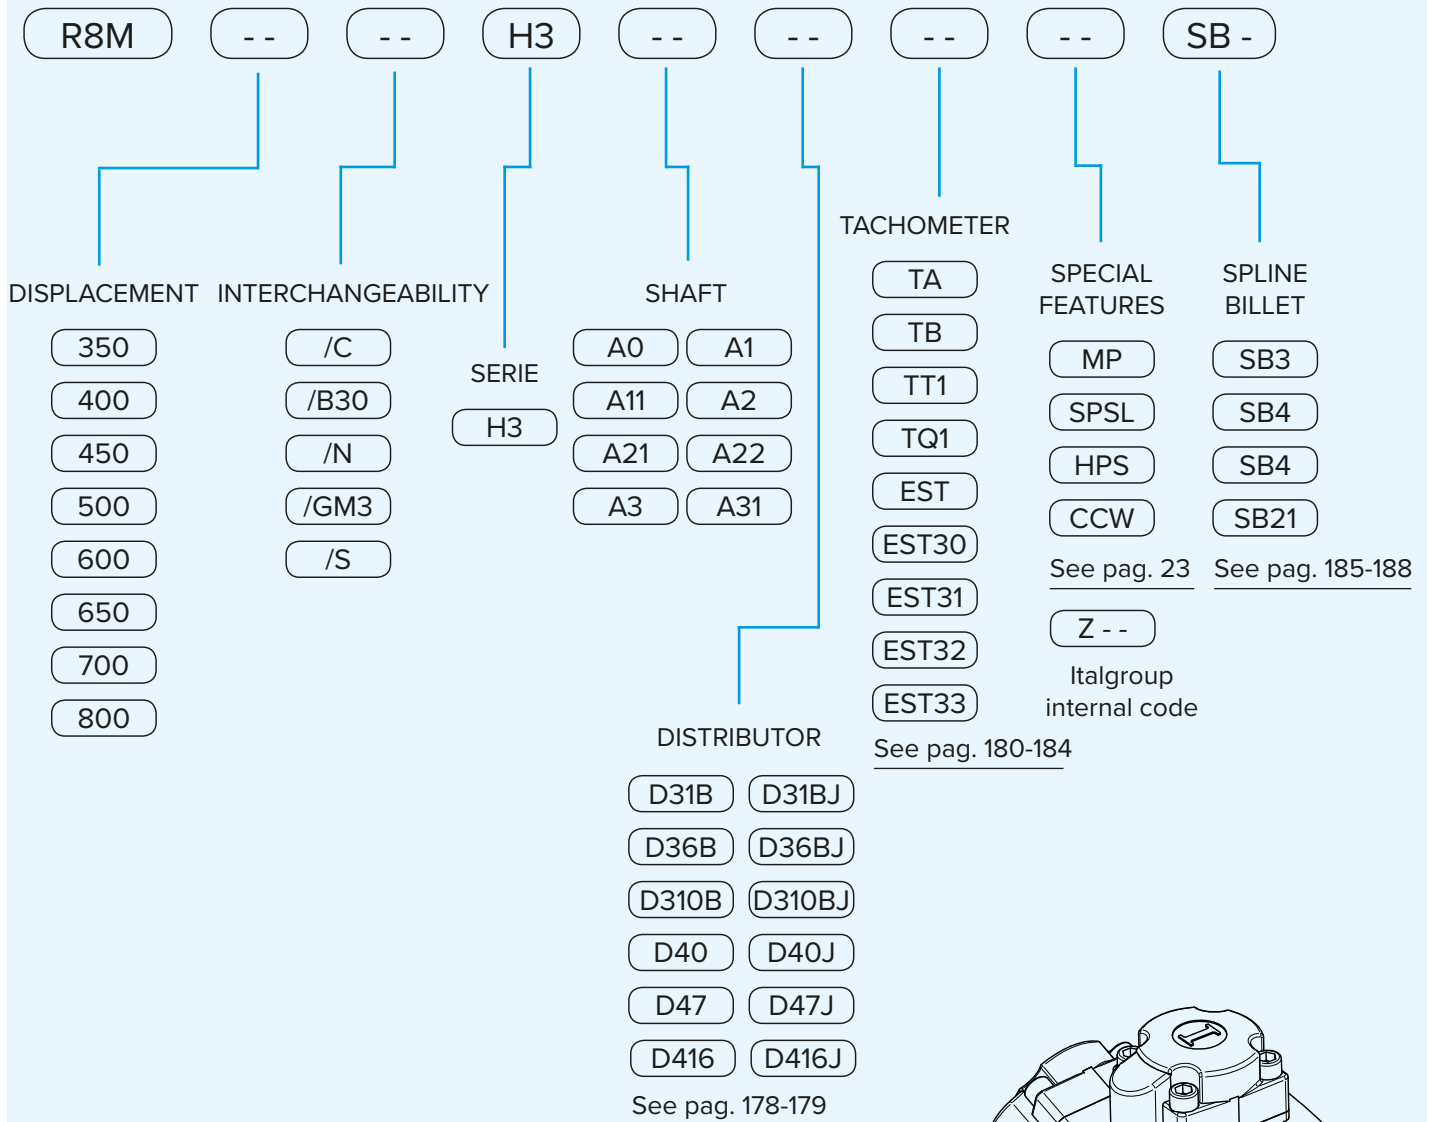 R8M - - - - H3 - - - - - - - - SB -
DISPLACEMENT
350
400
450
500
600
650
700
800
INTERCHANGEABILITY
/C
/B30
/N
/GM3
/S
SERIE
H3
SHAFT
A0 A1
A11 A2
A21 A22
A3 A31
DISTRIBUTOR
D31B D31BJ
D36B D36BJ
D310B D310BJ
D40 D40J
D47 D47J
D416 D416J
See pag. 178-179
TACHOMETER
TA
TB
TT1
TQ1
EST
EST30
EST31
EST32
EST33
See pag. 180-184
SPECIAL
FEATURES
MP
SPSL
HPS
CCW
See pag. 23
Z - -
Italgroup
internal code
SPLINE
BILLET
SB3
SB4
SB4
SB21
See pag. 185-188